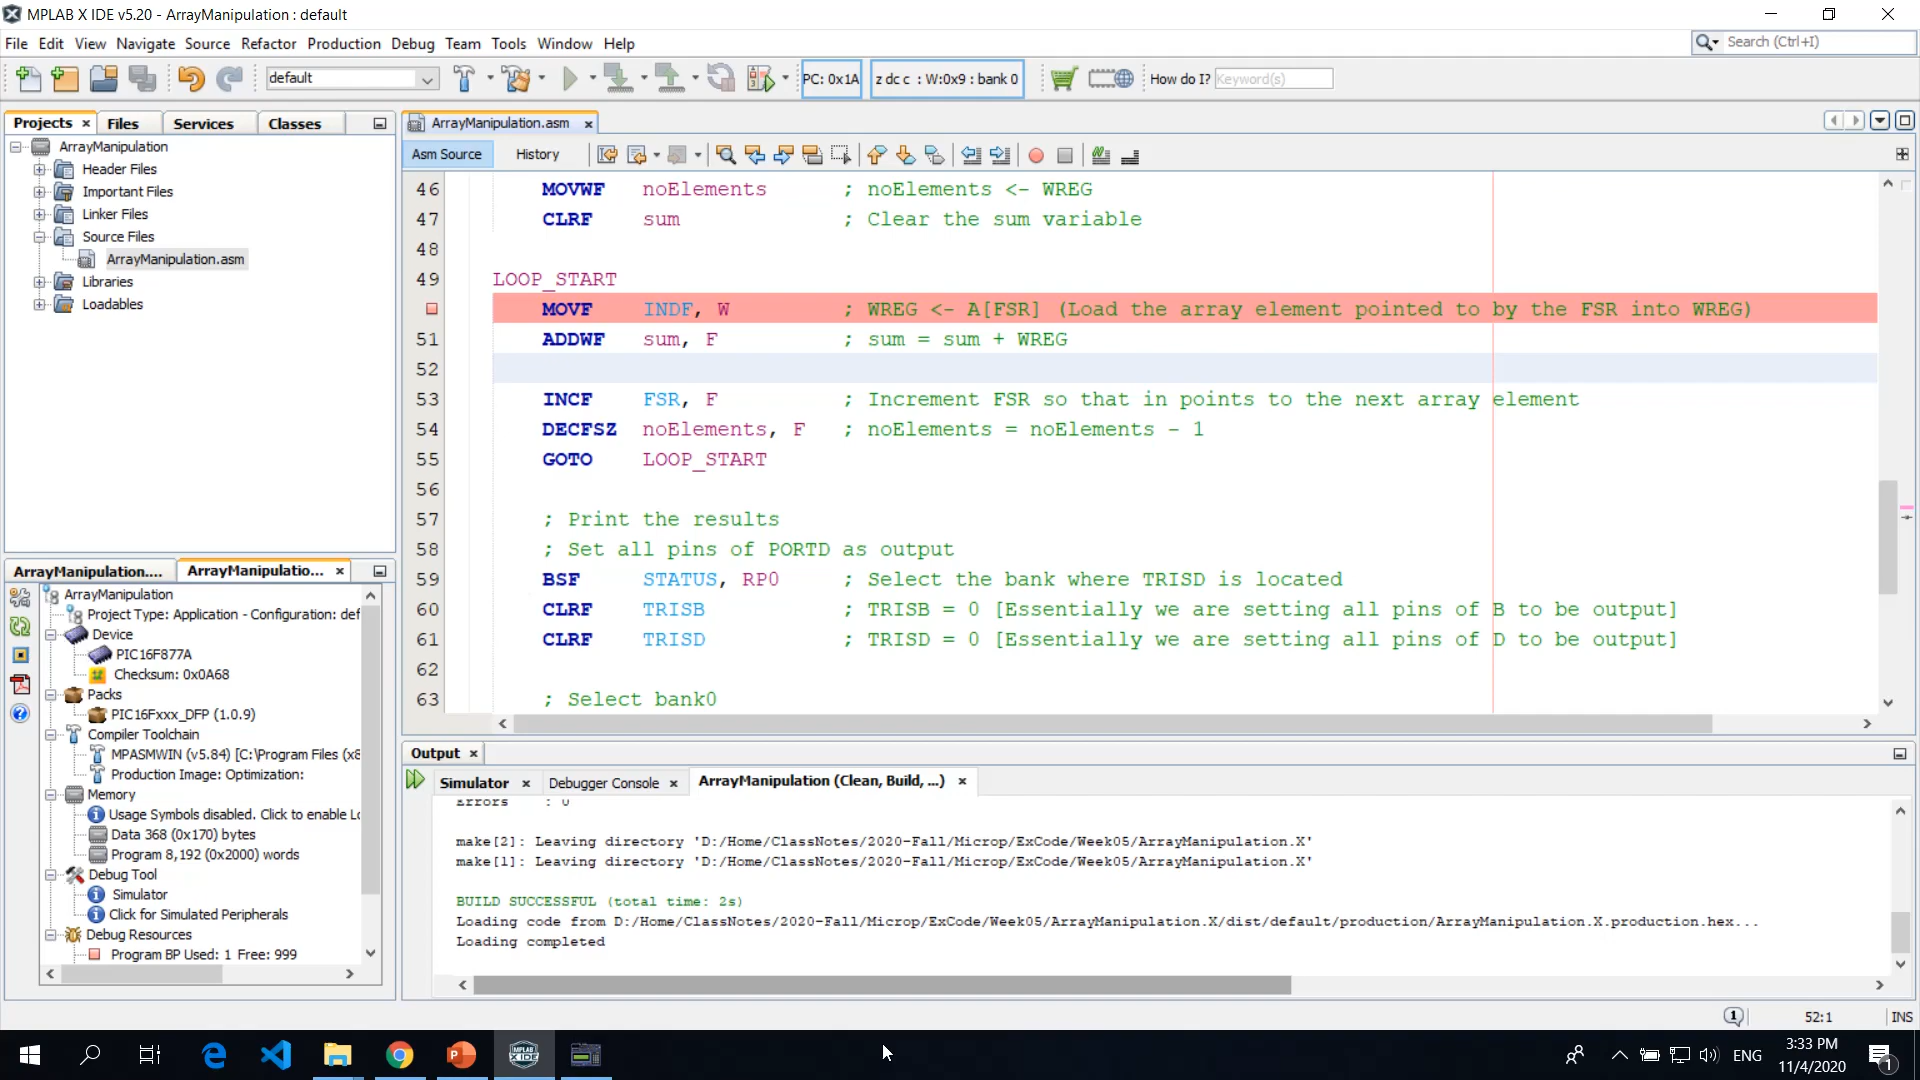 MPLAB X IDE v5.20 - ArrayManipulation : default
File Edit View Navigate Source Refactor Production Debug Team Tools Window Help
Search (Ctrl+I)
default
PC: 0x1A
z dc c : W:0x9 : bank 0
How do I? Keyword(s)
Projects Files Services Classes
ArrayManipulation
Header Files
Important Files
Linker Files
Source Files
ArrayManipulation.asm
Libraries
Loadables
ArrayManipulation.asm
Asm Source History
46 MOVWF noElements ; noElements <- WREG
47 CLRF sum ; Clear the sum variable
48
49 LOOP_START
MOVF INDF, W ; WREG <- A[FSR] (Load the array element pointed to by the FSR into WREG)
51 ADDWF sum, F ; sum = sum + WREG
52
53 INCF FSR, F ; Increment FSR so that in points to the next array element
54 DECFSZ noElements, F ; noElements = noElements - 1
55 GOTO LOOP_START
56
57 ; Print the results
58 ; Set all pins of PORTD as output
59 BSF STATUS, RP0 ; Select the bank where TRISD is located
60 CLRF TRISB ; TRISB = 0 [Essentially we are setting all pins of B to be output]
61 CLRF TRISD ; TRISD = 0 [Essentially we are setting all pins of D to be output]
62
63 ; Select bank0
ArrayManipulation.... ArrayManipulatio...
ArrayManipulation
Project Type: Application - Configuration: def
Device
PIC16F877A
Checksum: 0x0A68
Packs
PIC16Fxxx_DFP (1.0.9)
Compiler Toolchain
MPASMWIN (v5.84) [C:\Program Files (x8
Production Image: Optimization:
Memory
Usage Symbols disabled. Click to enable Lo
Data 368 (0x170) bytes
Program 8,192 (0x2000) words
Debug Tool
Simulator
Click for Simulated Peripherals
Debug Resources
Program BP Used: 1 Free: 999
Output
Simulator Debugger Console ArrayManipulation (Clean, Build, ...)
Errors : 0
make[2]: Leaving directory 'D:/Home/ClassNotes/2020-Fall/Microp/ExCode/Week05/ArrayManipulation.X'
make[1]: Leaving directory 'D:/Home/ClassNotes/2020-Fall/Microp/ExCode/Week05/ArrayManipulation.X'
BUILD SUCCESSFUL (total time: 2s)
Loading code from D:/Home/ClassNotes/2020-Fall/Microp/ExCode/Week05/ArrayManipulation.X/dist/default/production/ArrayManipulation.X.production.hex...
Loading completed
1
52:1 INS
MPLAB X IDE
ENG
3:33 PM
11/4/2020
1